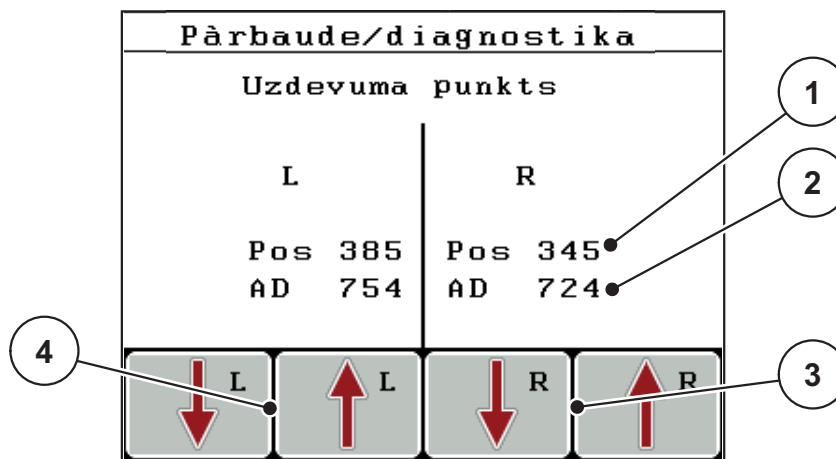 Pàrbaude/diagnostika
Uzdevuma punkts
L R
Pos 385 Pos 345
AD 754 AD 724
L L R R
1
2
3
4